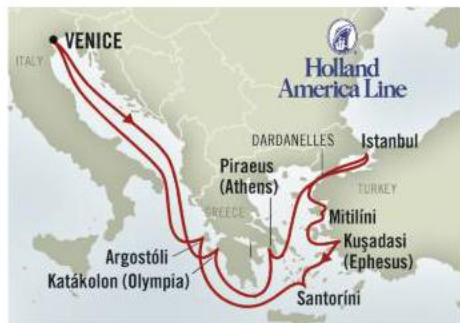 VENICE
ITALY
Holland
America Line
DARDANELLES
Istanbul
Piraeus
(Athens)
TURKEY
GREECE
Mitilíni
Argostóli
Kuşadasi
(Ephesus)
Katákolon (Olympia)
Santoríni